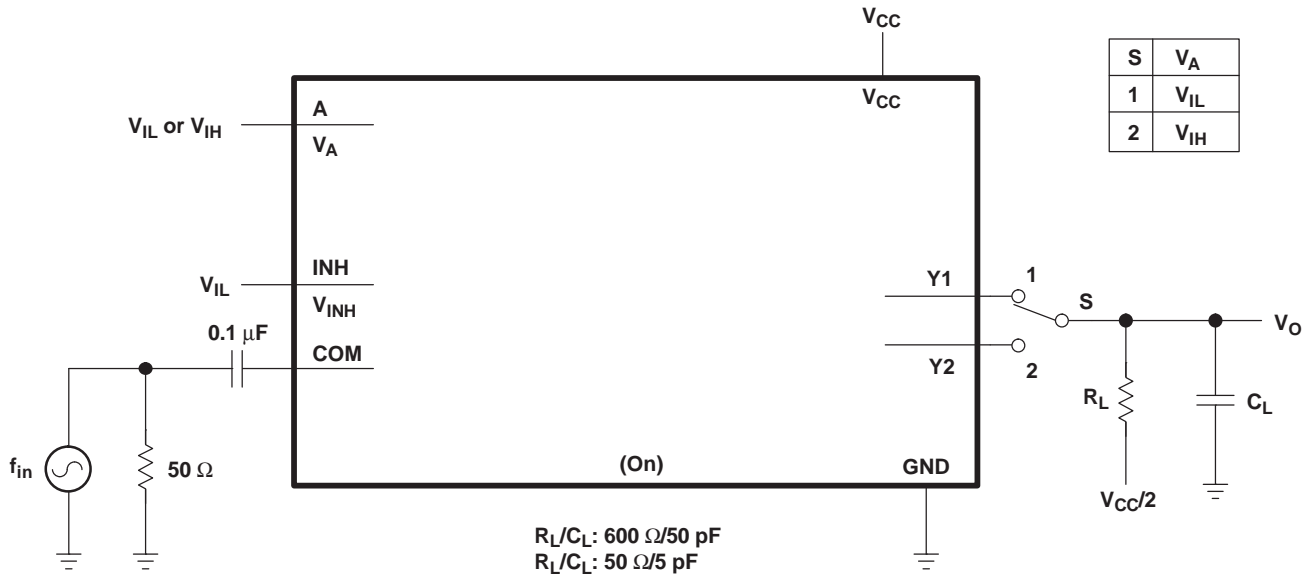 VCC
VCC
S VA
1 VIL
2 VIH
VIL or VIH
A
VA
VIL
INH
VINH
0.1 μF
COM
Y1
1
S
VO
Y2
2
RL
CL
fin
50 Ω
(On)
GND
VCC/2
RL/CL: 600 Ω/50 pF
RL/CL: 50 Ω/5 pF